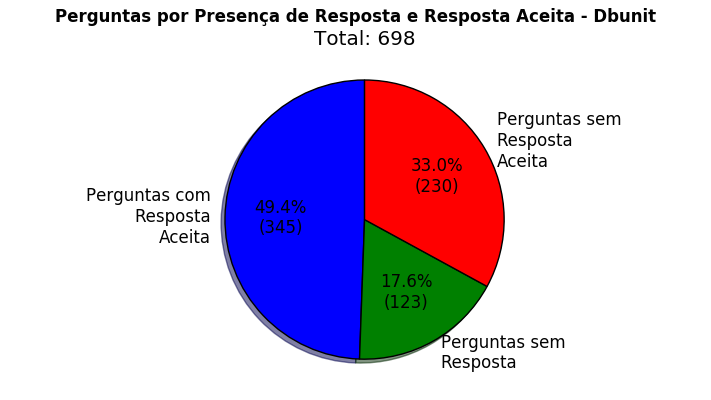 Perguntas por Presença de Resposta e Resposta Aceita - Dbunit
Total: 698
Perguntas sem
Resposta
Aceita
33.0%
(230)
Perguntas com
Resposta
Aceita
49.4%
(345)
17.6%
(123)
Perguntas sem
Resposta